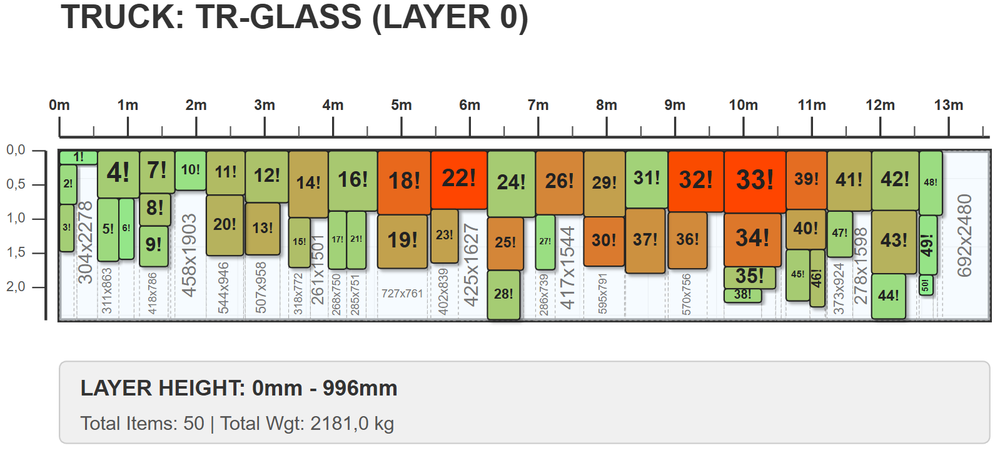 TRUCK: TR-GLASS (LAYER 0)
0m 1m 2m 3m 4m 5m 6m 7m 8m 9m 10m 11m 12m 13m
0,0
0,5
1,0
1,5
2,0
1!
2!
3!
304x2278
4!
5!
6!
311x863
7!
8!
9!
418x786
10!
458x1903
11!
20!
544x946
12!
13!
507x958
14!
15!
318x772
261x1501
16!
17!
21!
268x750
285x751
18!
19!
727x761
22!
23!
402x839
425x1627
24!
25!
28!
26!
27!
286x739
417x1544
29!
30!
595x791
31!
37!
32!
36!
570x756
33!
34!
35!
38!
39!
40!
45!
46!
41!
47!
373x924
278x1598
42!
43!
44!
48!
49!
50!
692x2480
LAYER HEIGHT: 0mm - 996mm
Total Items: 50 | Total Wgt: 2181,0 kg